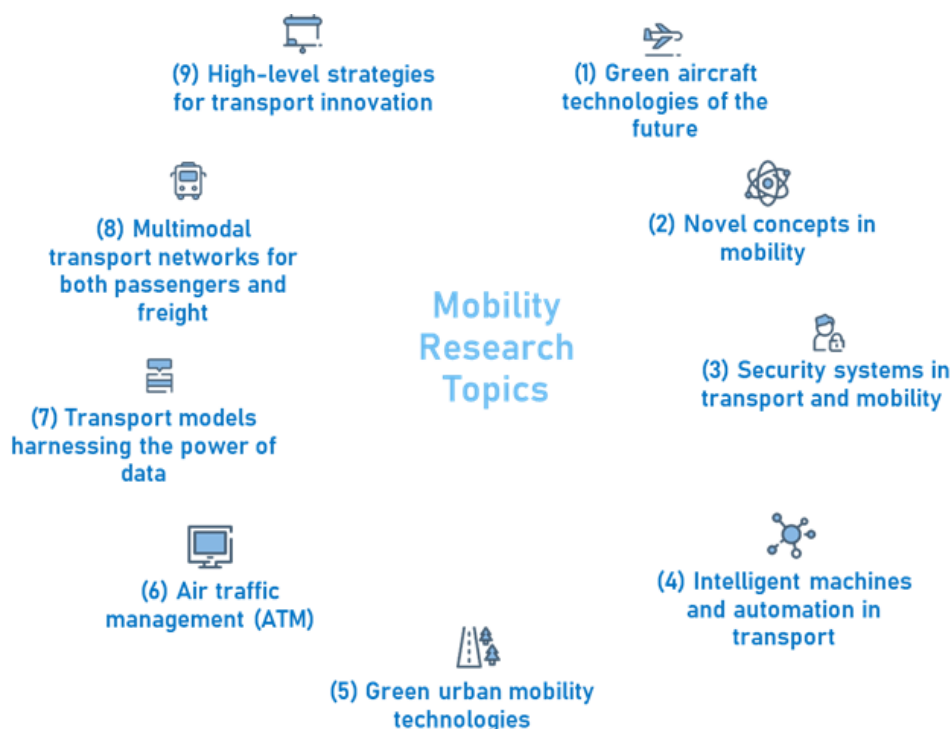 (9) High-level strategies
for transport innovation
(1) Green aircraft
technologies of the
future
(2) Novel concepts in
mobility
(3) Security systems in
transport and mobility
(4) Intelligent machines
and automation in
transport
(5) Green urban mobility
technologies
(6) Air traffic
management (ATM)
(7) Transport models
harnessing the power of
data
(8) Multimodal
transport networks for
both passengers and
freight
Mobility
Research
Topics